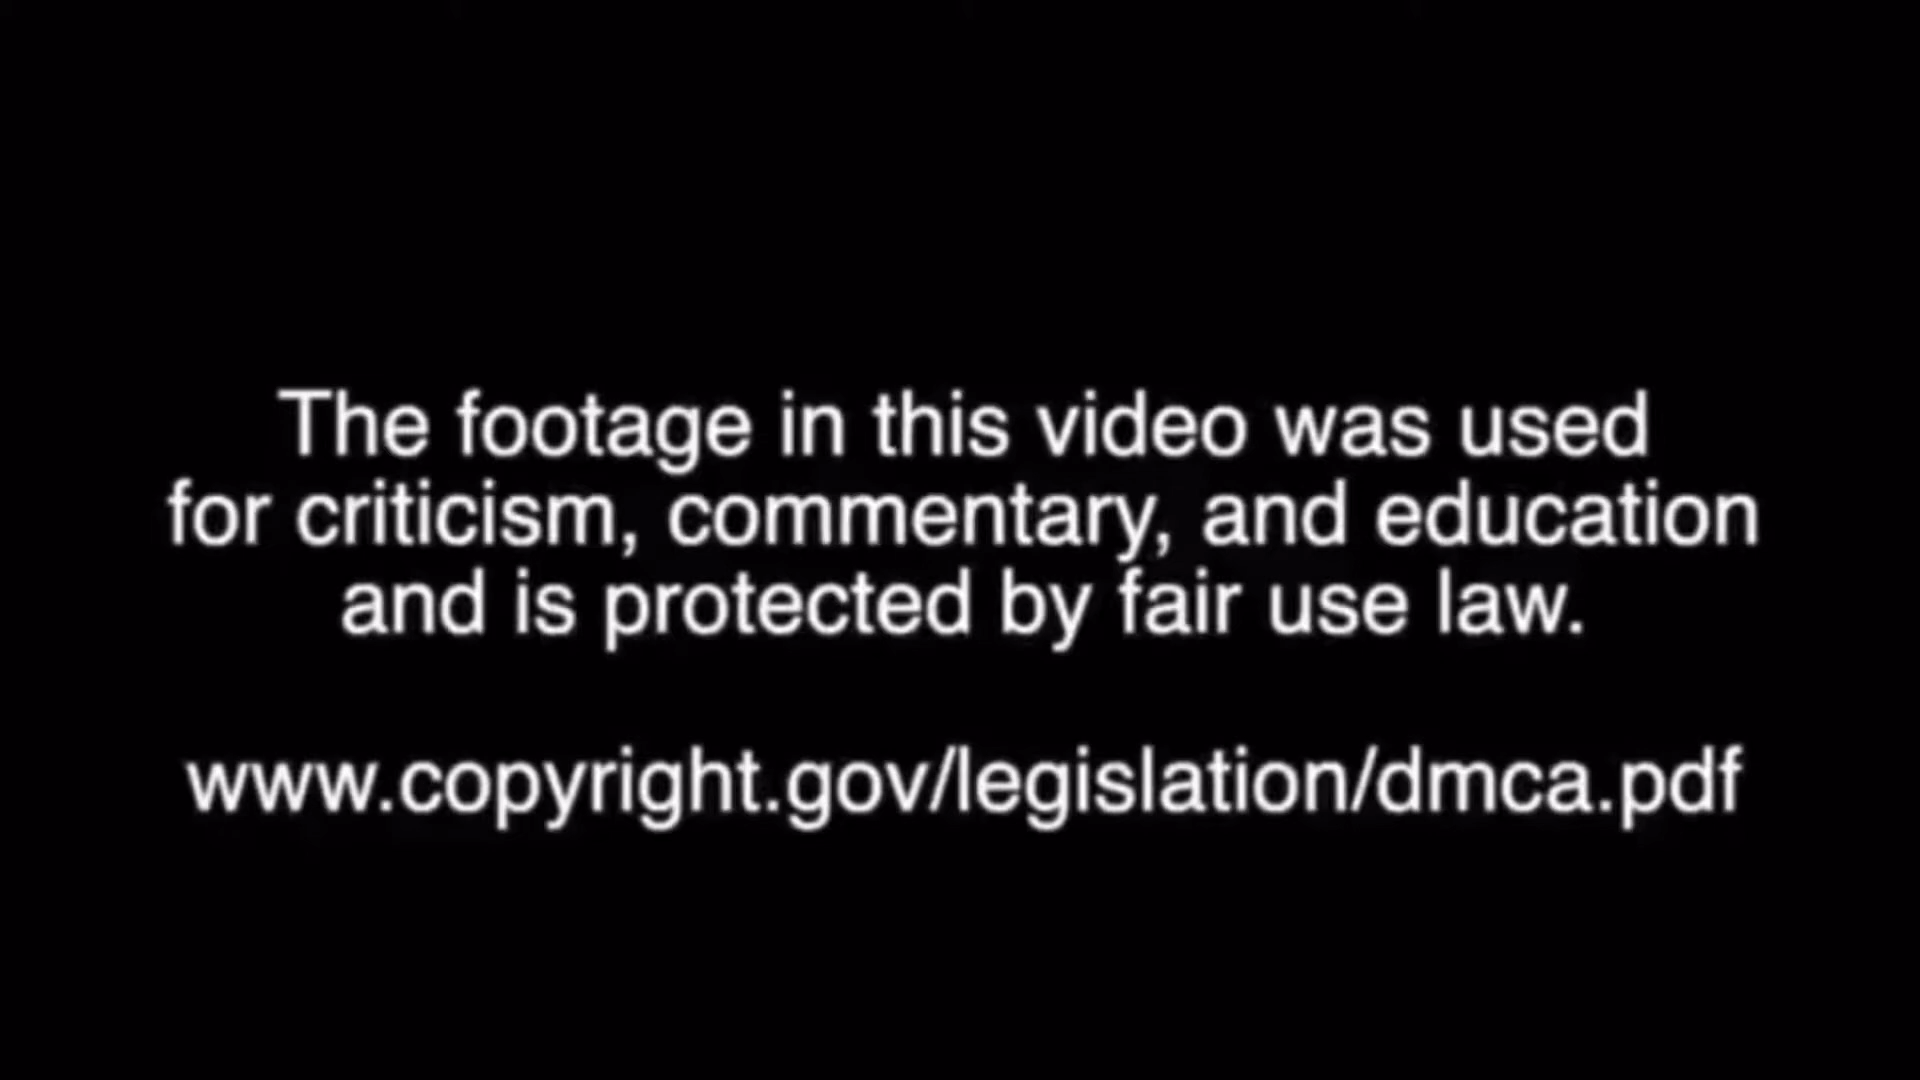 The footage in this video was used
for criticism, commentary, and education
and is protected by fair use law.
www.copyright.gov/legislation/dmca.pdf